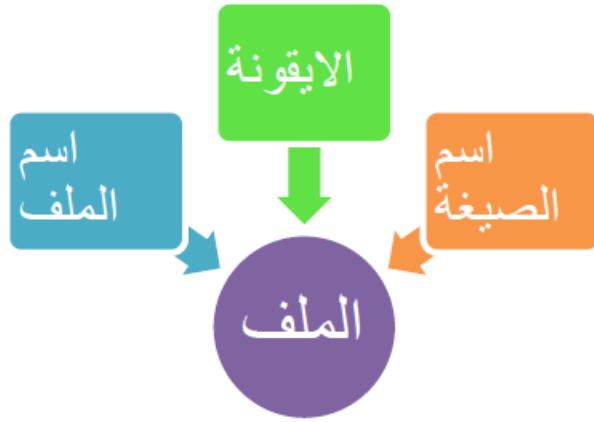 الايقونة
اسم
الصيغة
اسم
الملف
الملف